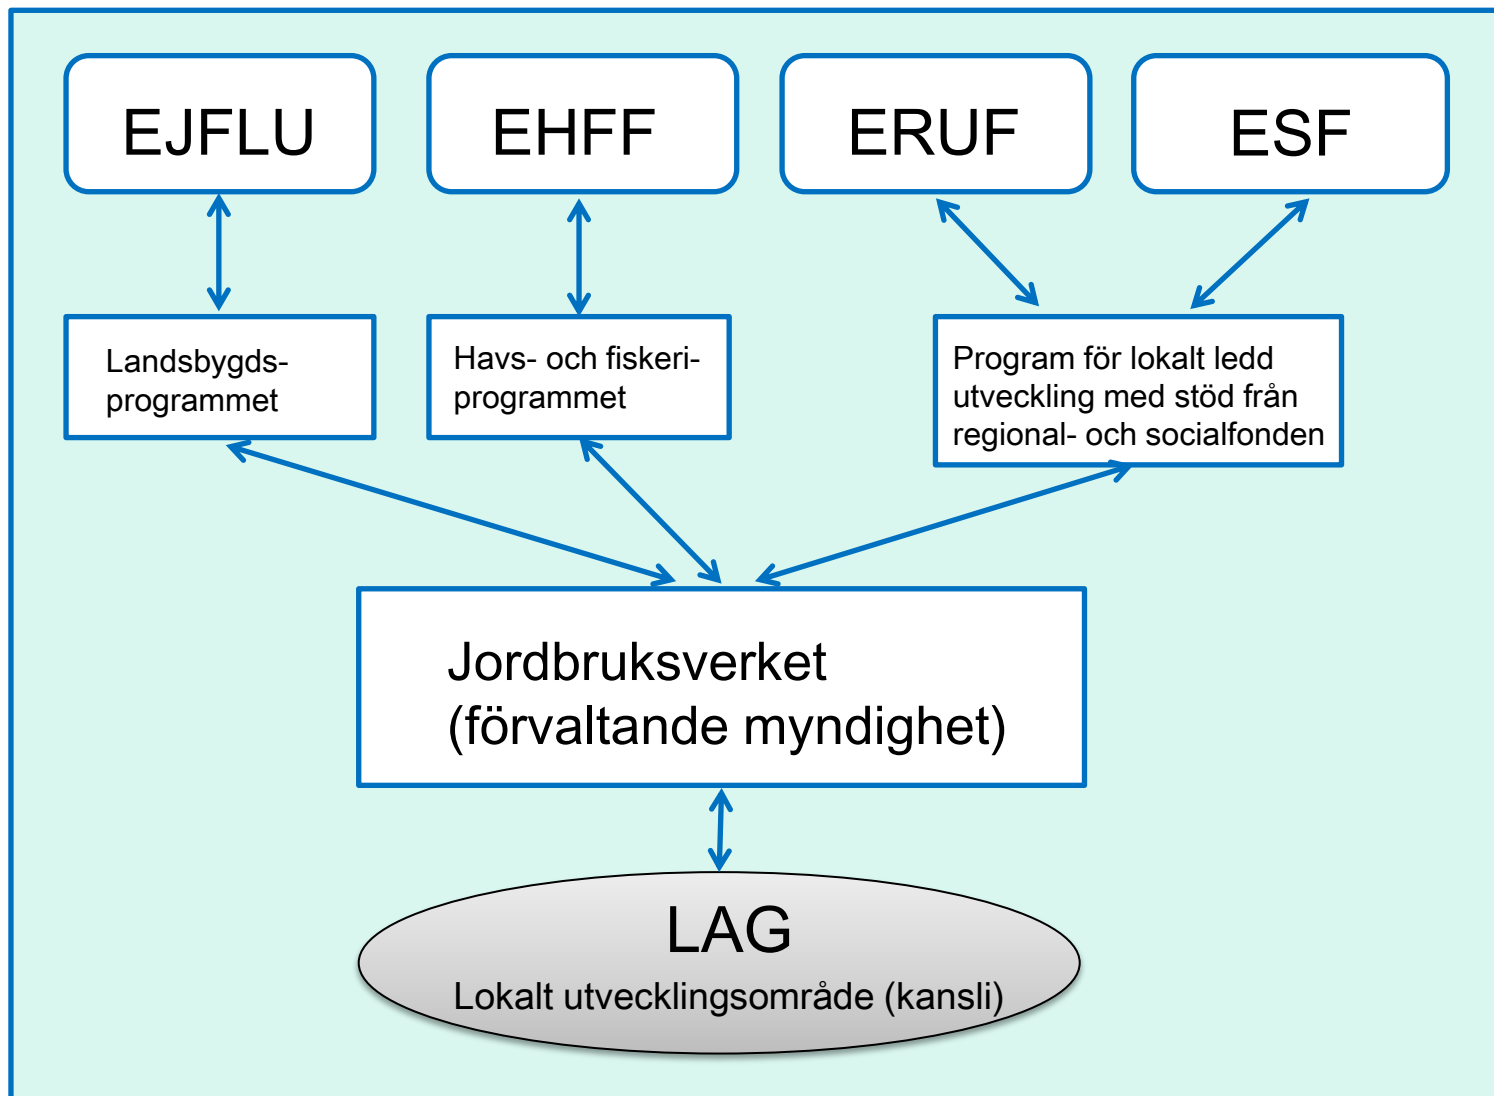 EJFLU
EHFF
ERUF
ESF
Landsbygds-
programmet
Havs- och fiskeri-
programmet
Program för lokalt ledd
utveckling med stöd från
regional- och socialfonden
Jordbruksverket
(förvaltande myndighet)
LAG
Lokalt utvecklingsområde (kansli)